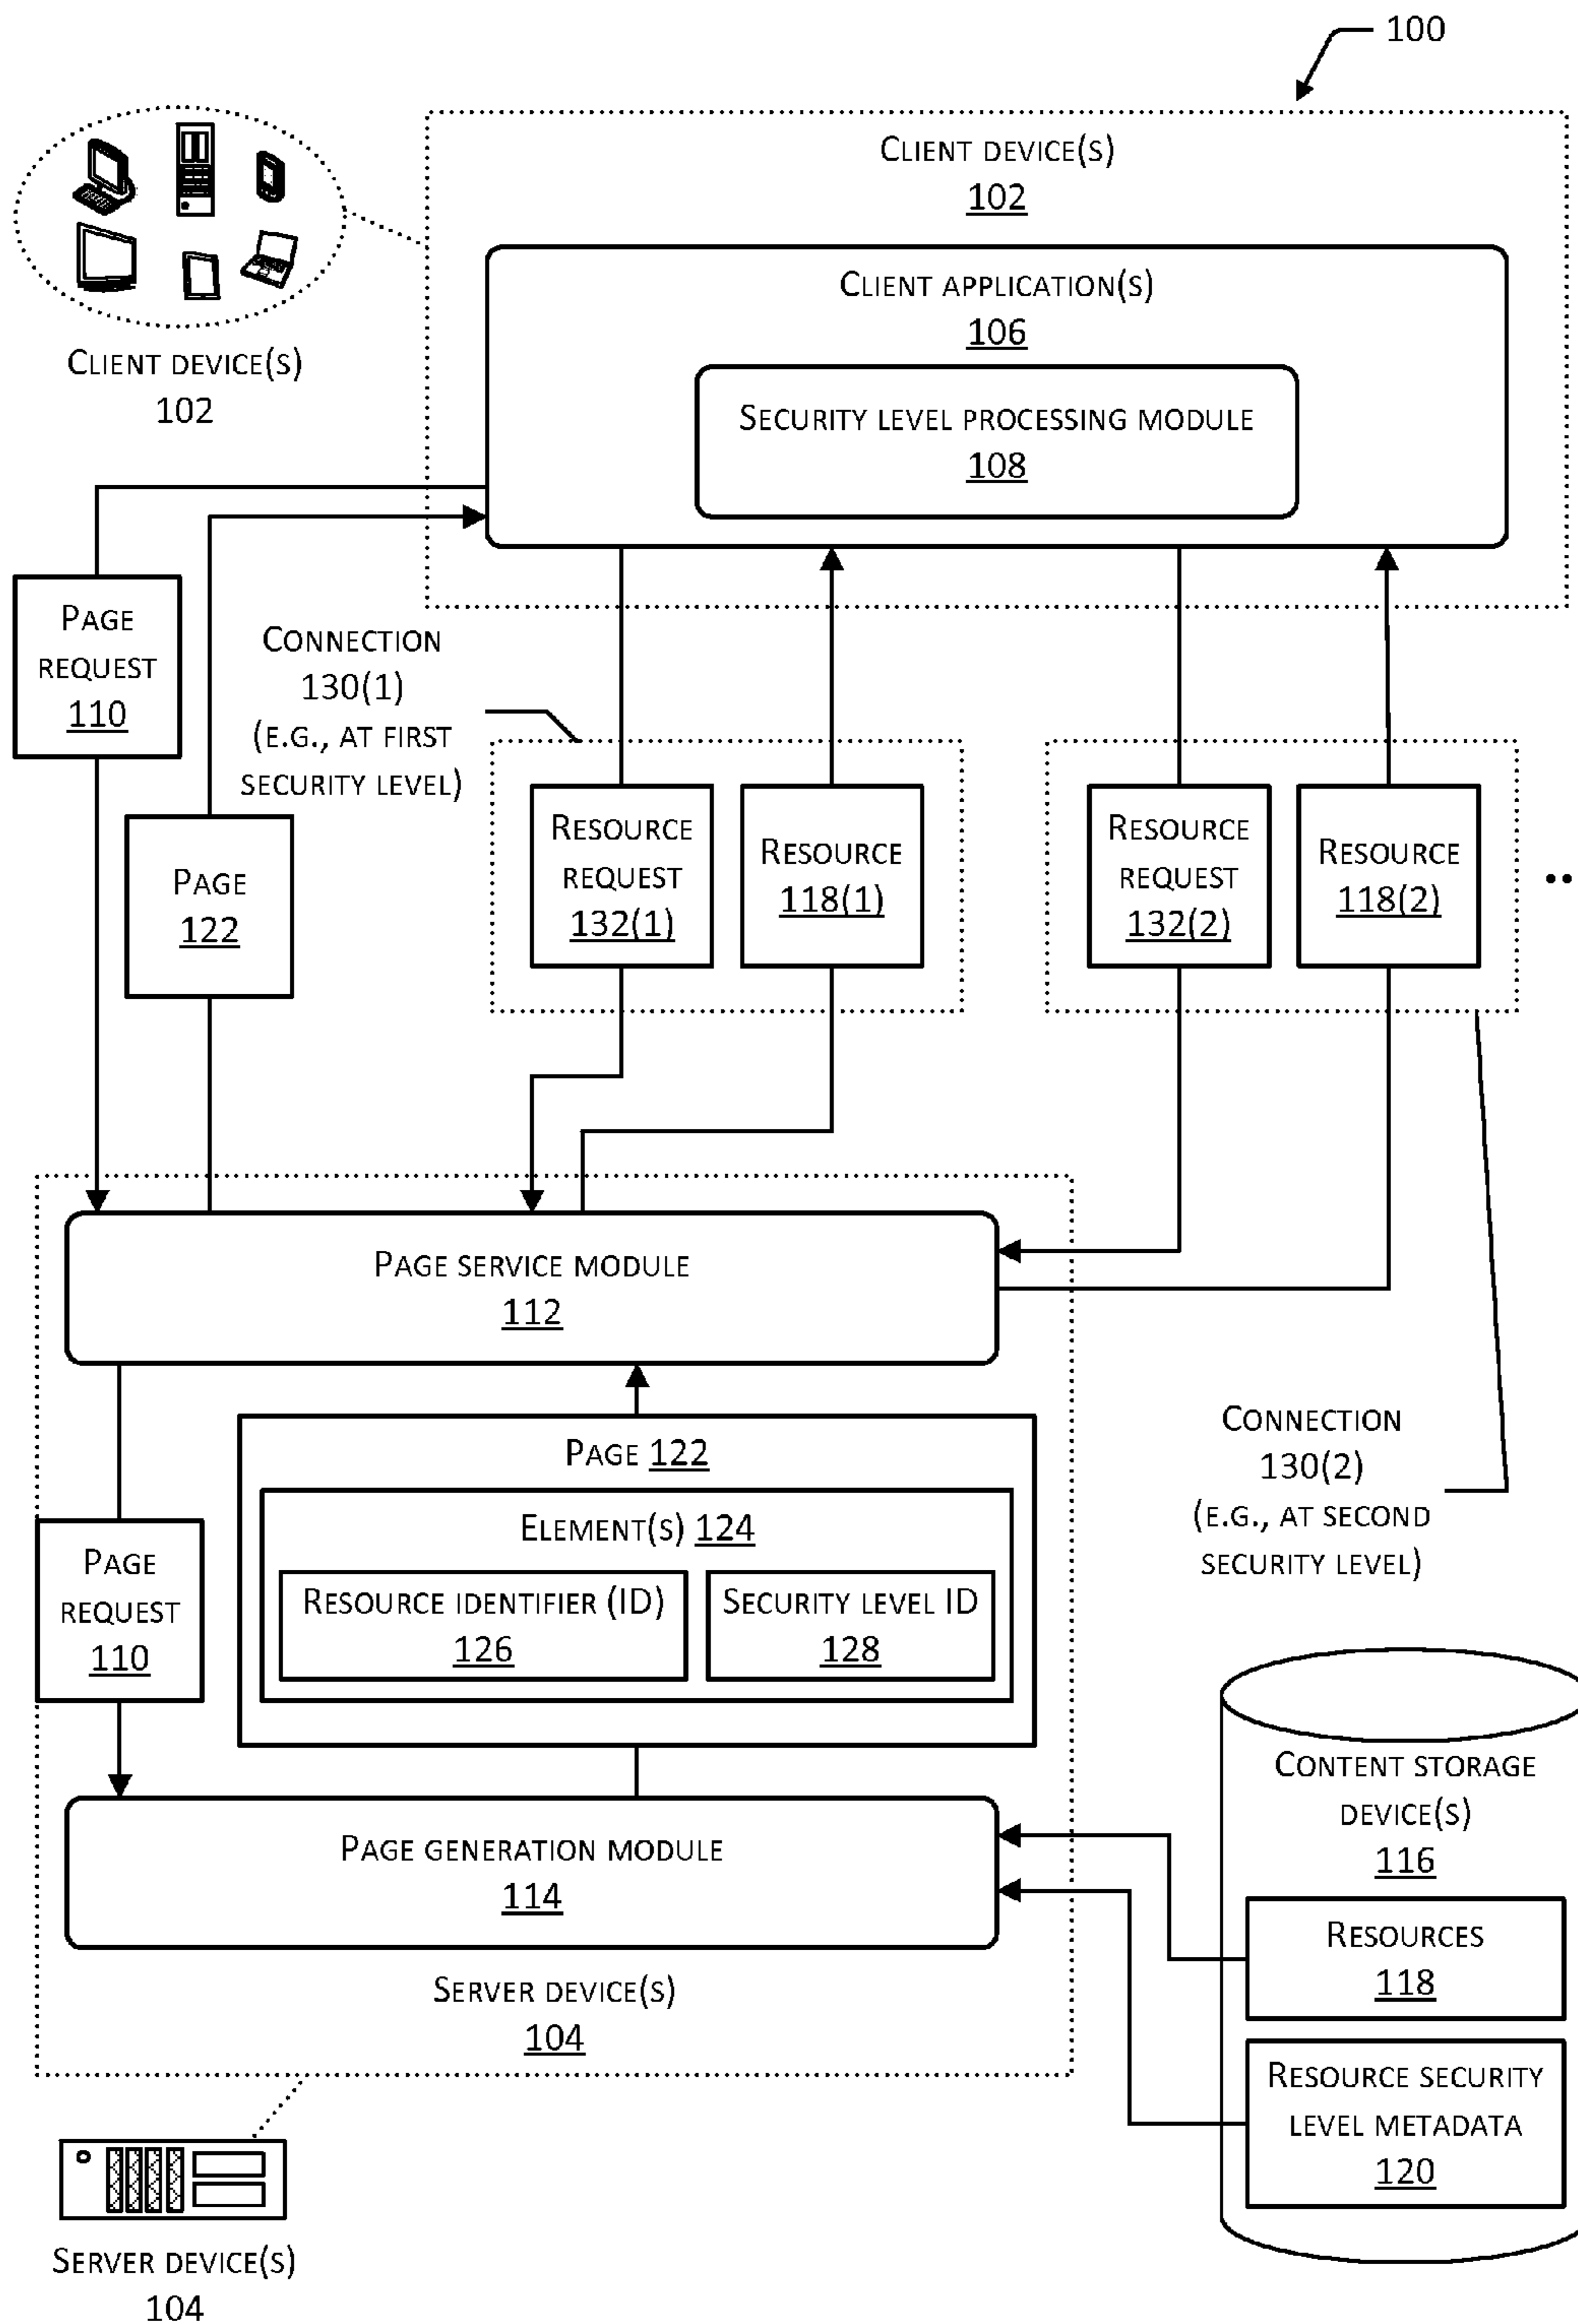 100
Client device(s)
102
Client application(s)
106
Security level processing module
108
Client device(s)
102
Page
request
110
Page
122
Connection
130(1)
(e.g., at first
security level)
Resource
request
132(1)
Resource
118(1)
Resource
request
132(2)
Resource
118(2)
..
Page service module
112
Page 122
Element(s) 124
Resource identifier (ID)
126
Security level ID
128
Page
request
110
Connection
130(2)
(e.g., at second
security level)
Page generation module
114
Server device(s)
104
Content storage
device(s)
116
Resources
118
Resource security
level metadata
120
Server device(s)
104